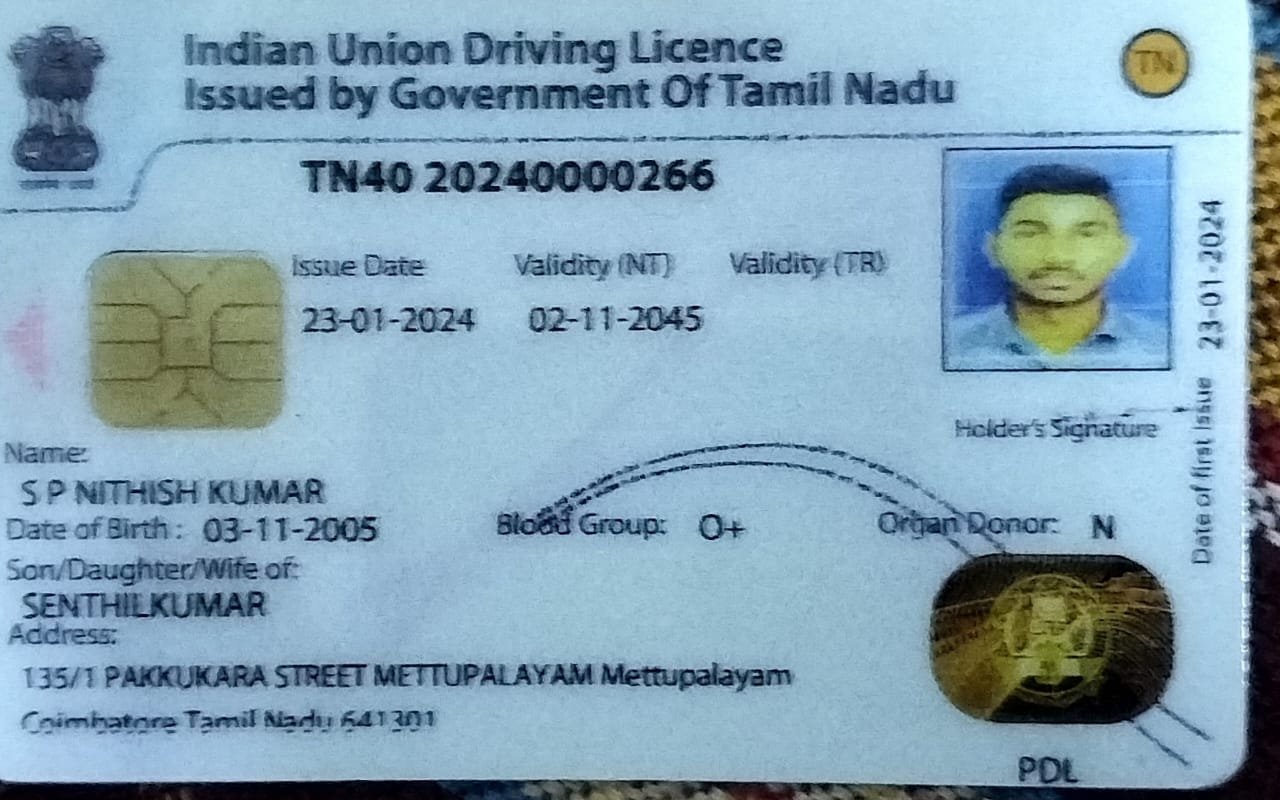 Indian Union Driving Licence
Issued by Government Of Tamil Nadu
TN
TN40 20240000266
Issue Date Validity (NT) Validity (TR)
23-01-2024 02-11-2045
Holder's Signature
Date of first Issue 23-01-2024
Name:
S P NITHISH KUMAR
Date of Birth : 03-11-2005 Blood Group: O+ Organ Donor: N
Son/Daughter/Wife of:
SENTHILKUMAR
Address:
135/1 PAKKUKARA STREET METTUPALAYAM Mettupalayam
Coimbatore Tamil Nadu 641301
PDL